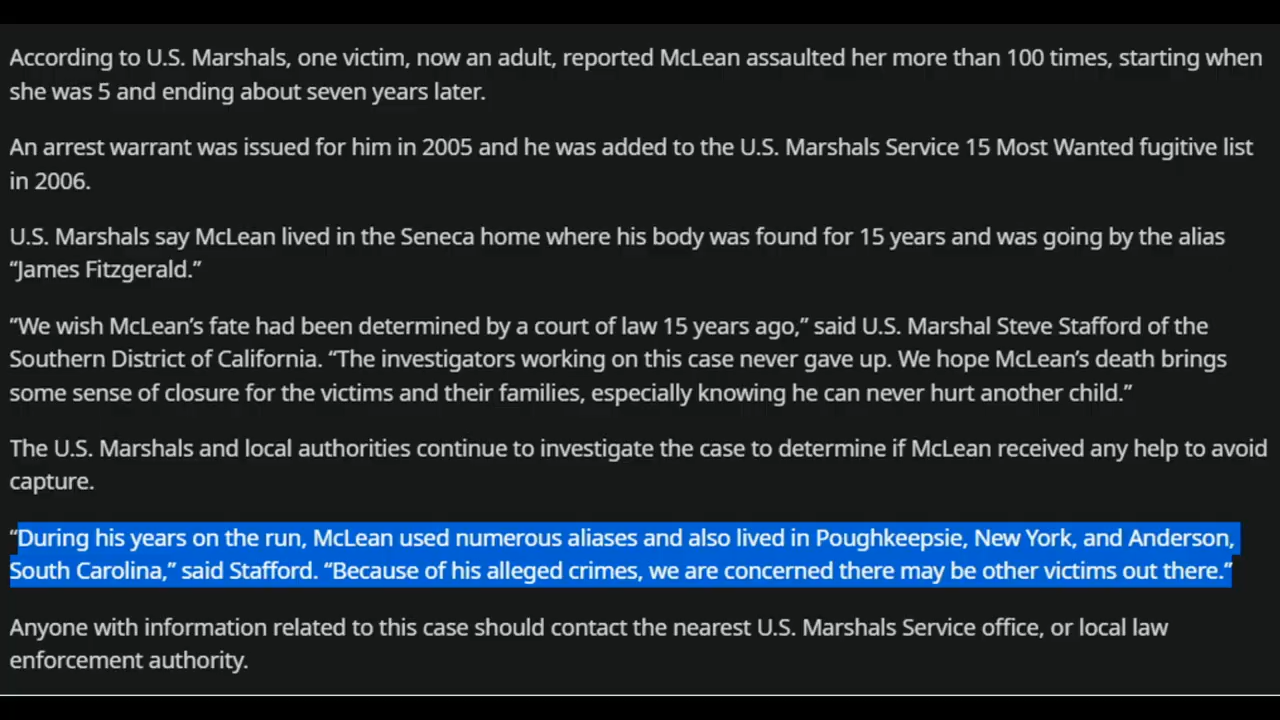 According to U.S. Marshals, one victim, now an adult, reported McLean assaulted her more than 100 times, starting when
she was 5 and ending about seven years later.
An arrest warrant was issued for him in 2005 and he was added to the U.S. Marshals Service 15 Most Wanted fugitive list
in 2006.
U.S. Marshals say McLean lived in the Seneca home where his body was found for 15 years and was going by the alias
“James Fitzgerald.”
“We wish McLean’s fate had been determined by a court of law 15 years ago,” said U.S. Marshal Steve Stafford of the
Southern District of California. “The investigators working on this case never gave up. We hope McLean’s death brings
some sense of closure for the victims and their families, especially knowing he can never hurt another child.”
The U.S. Marshals and local authorities continue to investigate the case to determine if McLean received any help to avoid
capture.
“During his years on the run, McLean used numerous aliases and also lived in Poughkeepsie, New York, and Anderson,
South Carolina,” said Stafford. “Because of his alleged crimes, we are concerned there may be other victims out there.”
Anyone with information related to this case should contact the nearest U.S. Marshals Service office, or local law
enforcement authority.